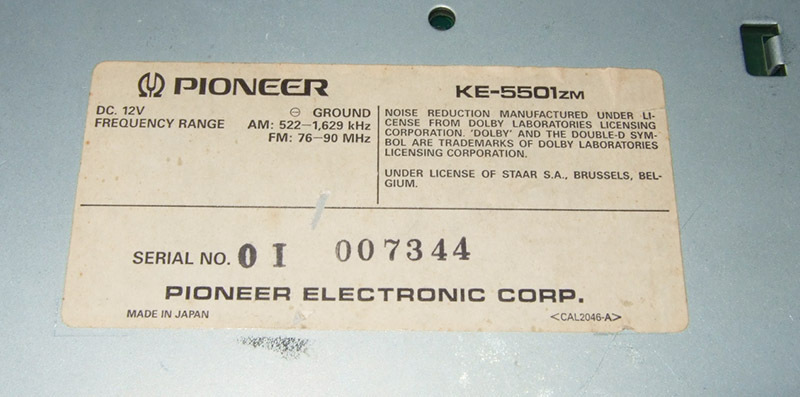 PIONEER
KE-5501ZM
DC. 12V
⊖ GROUND
FREQUENCY RANGE AM: 522–1,629 kHz
FM: 76–90 MHz
NOISE REDUCTION MANUFACTURED UNDER LI-
CENSE FROM DOLBY LABORATORIES LICENSING
CORPORATION. 'DOLBY' AND THE DOUBLE-D SYM-
BOL ARE TRADEMARKS OF DOLBY LABORATORIES
LICENSING CORPORATION.
UNDER LICENSE OF STAAR S.A., BRUSSELS, BEL-
GIUM.
SERIAL NO. 0I 007344
PIONEER ELECTRONIC CORP.
MADE IN JAPAN
<CAL2046-A>